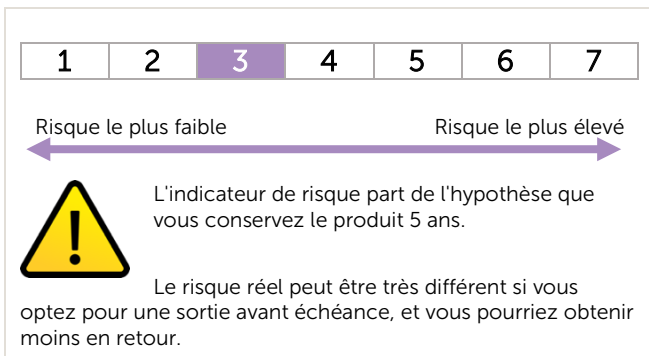 1 2 3 4 5 6 7
Risque le plus faible Risque le plus élevé
L'indicateur de risque part de l'hypothèse que
vous conservez le produit 5 ans.
Le risque réel peut être très différent si vous
optez pour une sortie avant échéance, et vous pourriez obtenir
moins en retour.